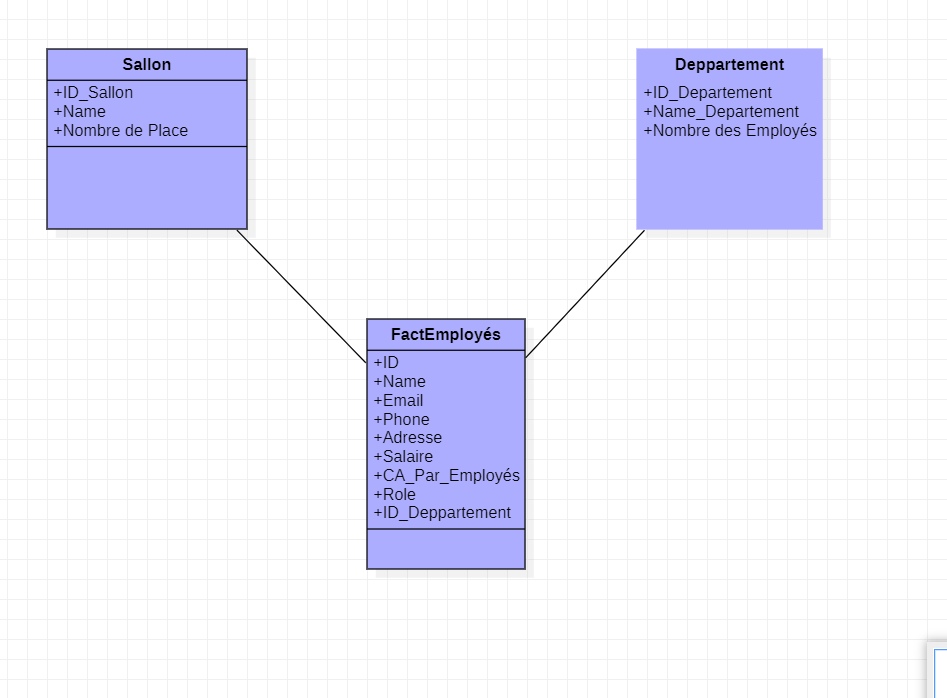 Sallon
+ID_Sallon
+Name
+Nombre de Place
Deppartement
+ID_Departement
+Name_Departement
+Nombre des Employés
FactEmployés
+ID
+Name
+Email
+Phone
+Adresse
+Salaire
+CA_Par_Employés
+Role
+ID_Deppartement